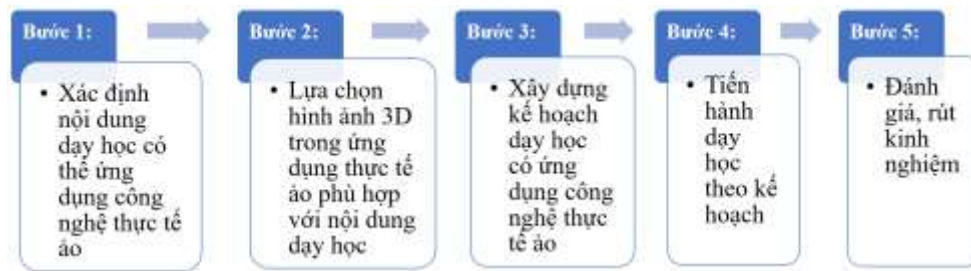 Bước 1:
• Xác định
nội dung
dạy học có
thể ứng
dụng công
nghệ thực tế
ảo
Bước 2:
• Lựa chọn
hình ảnh 3D
trong ứng
dụng thực tế
ảo phù hợp
với nội dung
dạy học
Bước 3:
• Xây dựng
kế hoạch
dạy học
có ứng
dụng công
nghệ thực
tế ảo
Bước 4:
• Tiến
hành
dạy
học
theo kế
hoạch
Bước 5:
• Đánh
giá, rút
kinh
nghiệm